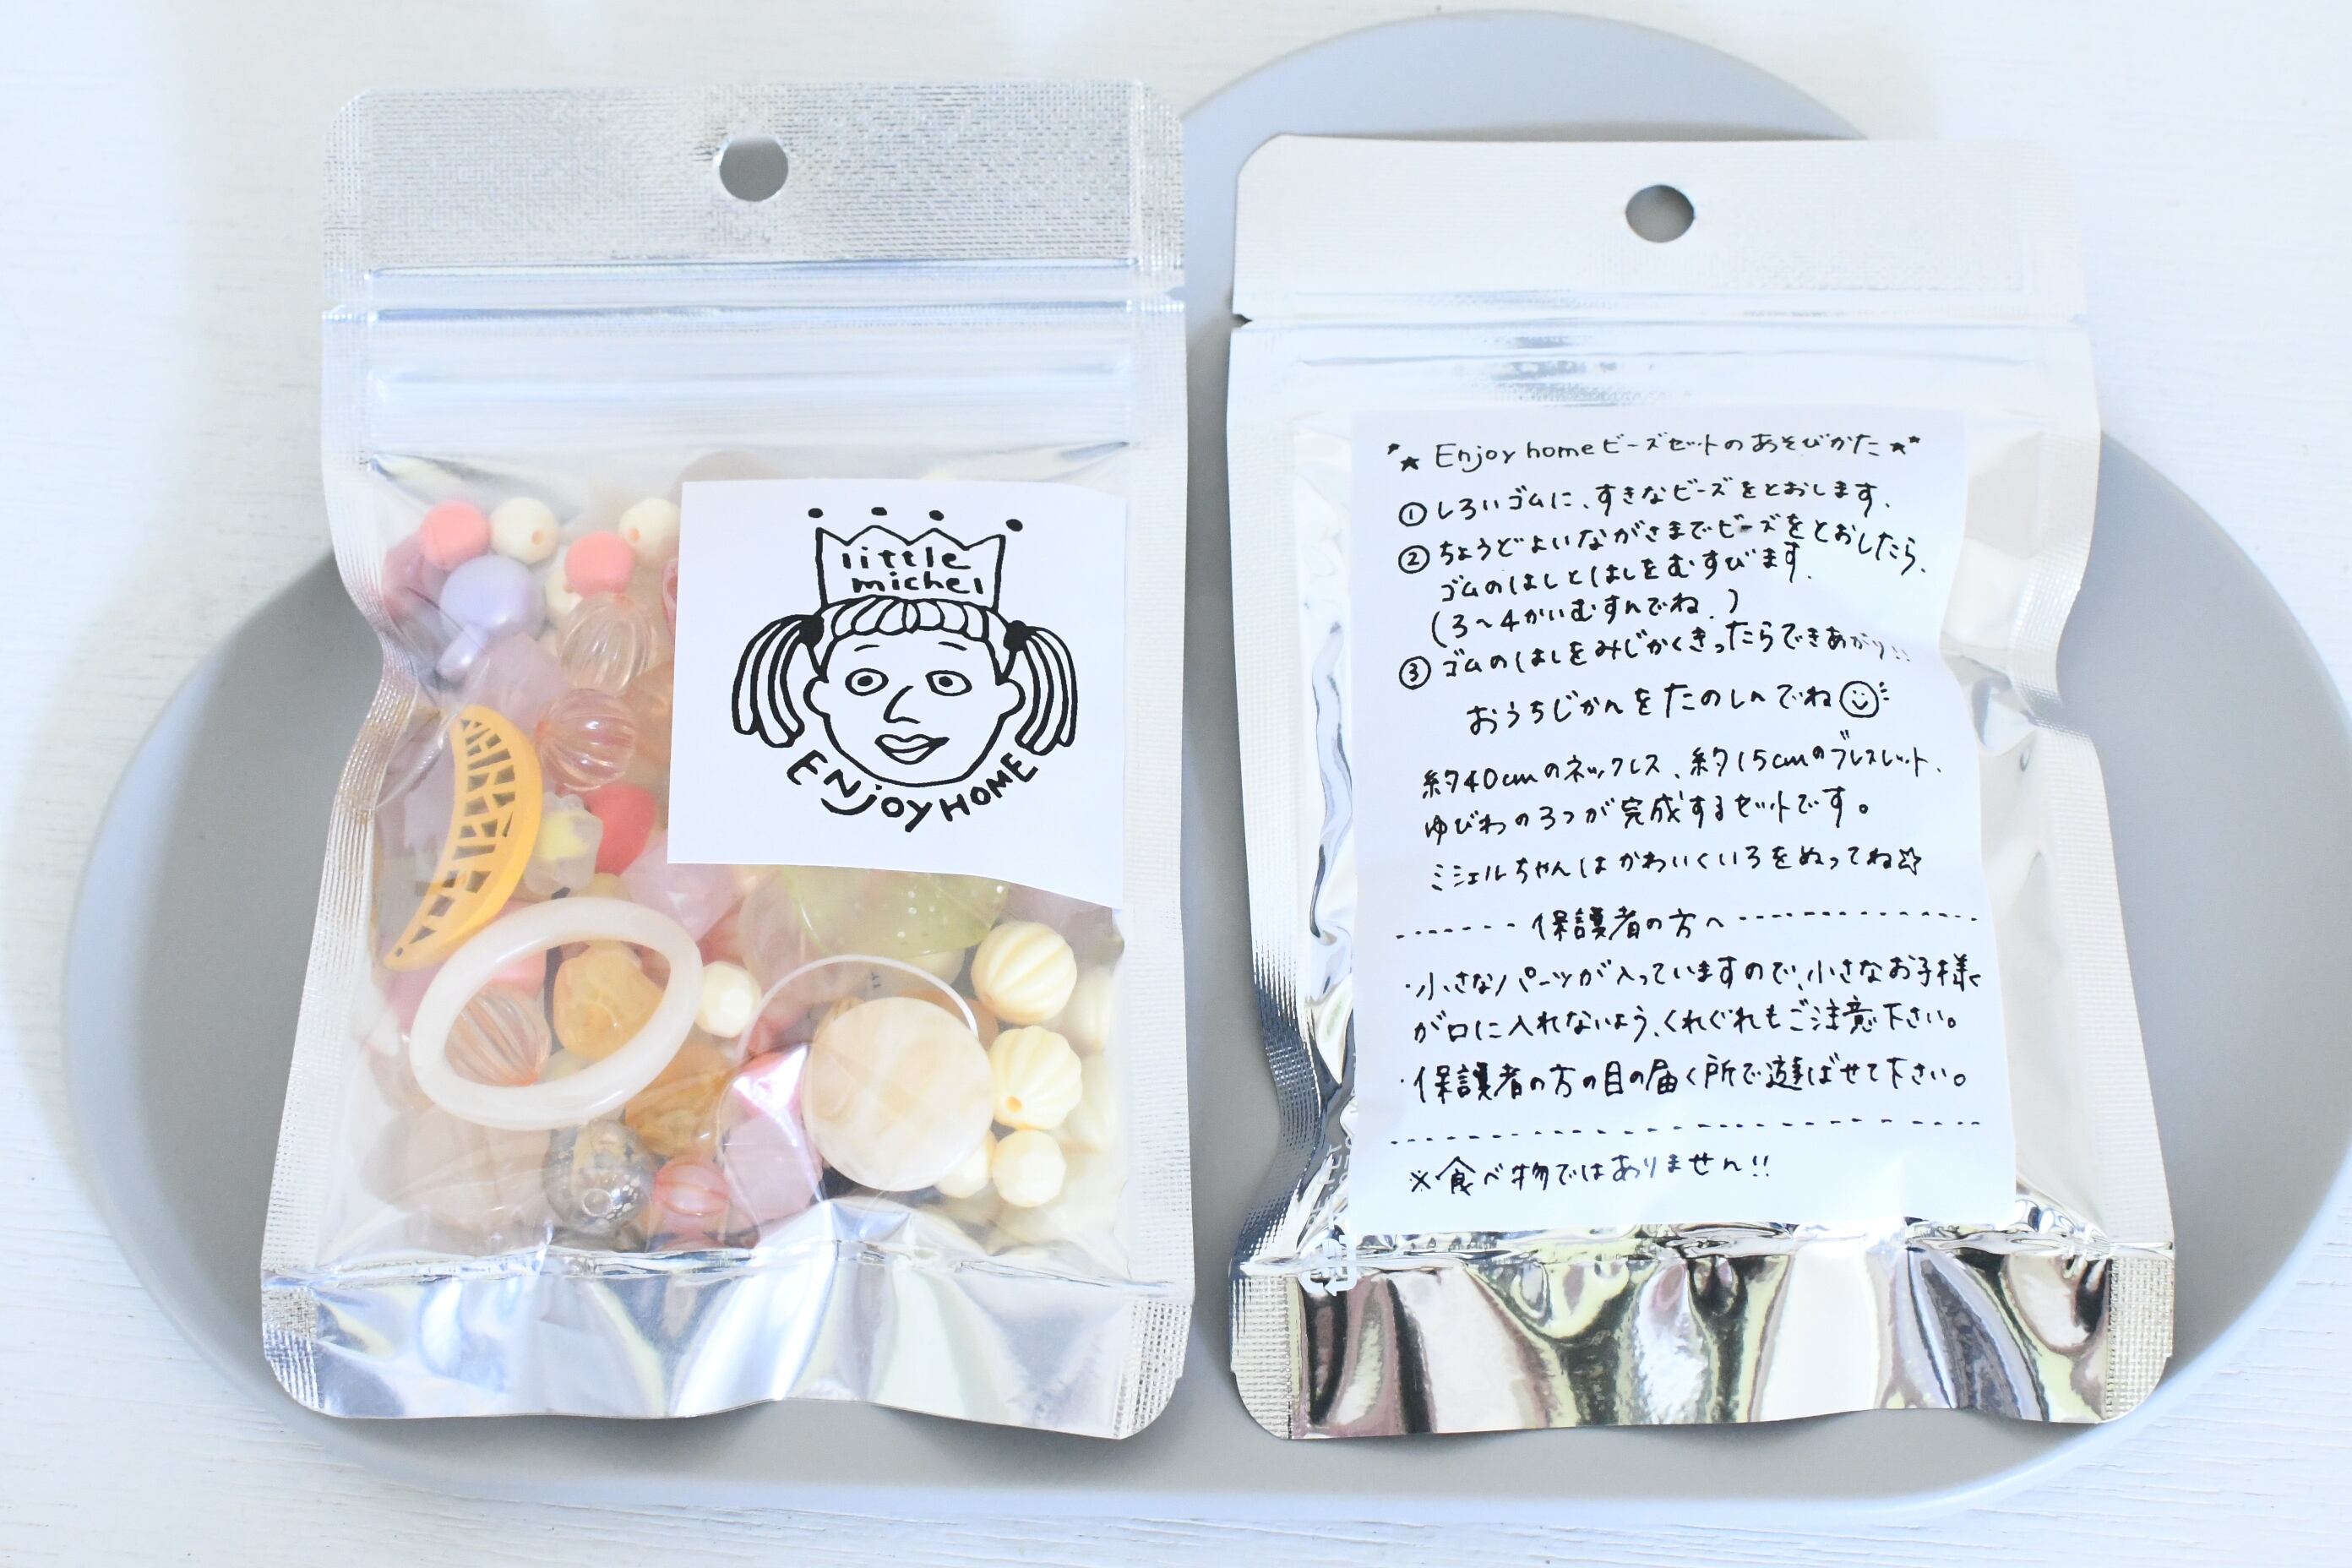 little
michel
ENjoy HOME
Enjoy home ビーズセットの あそびかた
① しろいゴムに、すきなビーズをとおします.
② ちょうどよいながさまでビーズをとおしたら、
ゴムのはしとはしをむすびます.
(3〜4かいむすんでね.)
③ ゴムのはしをみじかくきったらできあがり!!
おうちじかんをたのしんでね
約40cmのネックレス、約15cmのブレスレット、
ゆびわの3つが完成するセットです。
ミシェルちゃんはかわいくいろをぬってね☆
保護者の方へ
・小さなパーツが入っていますので、小さなお子様
が口に入れないよう、くれぐれもご注意下さい。
・保護者の方の目の届く所で遊ばせて下さい。
※食べ物ではありません!!